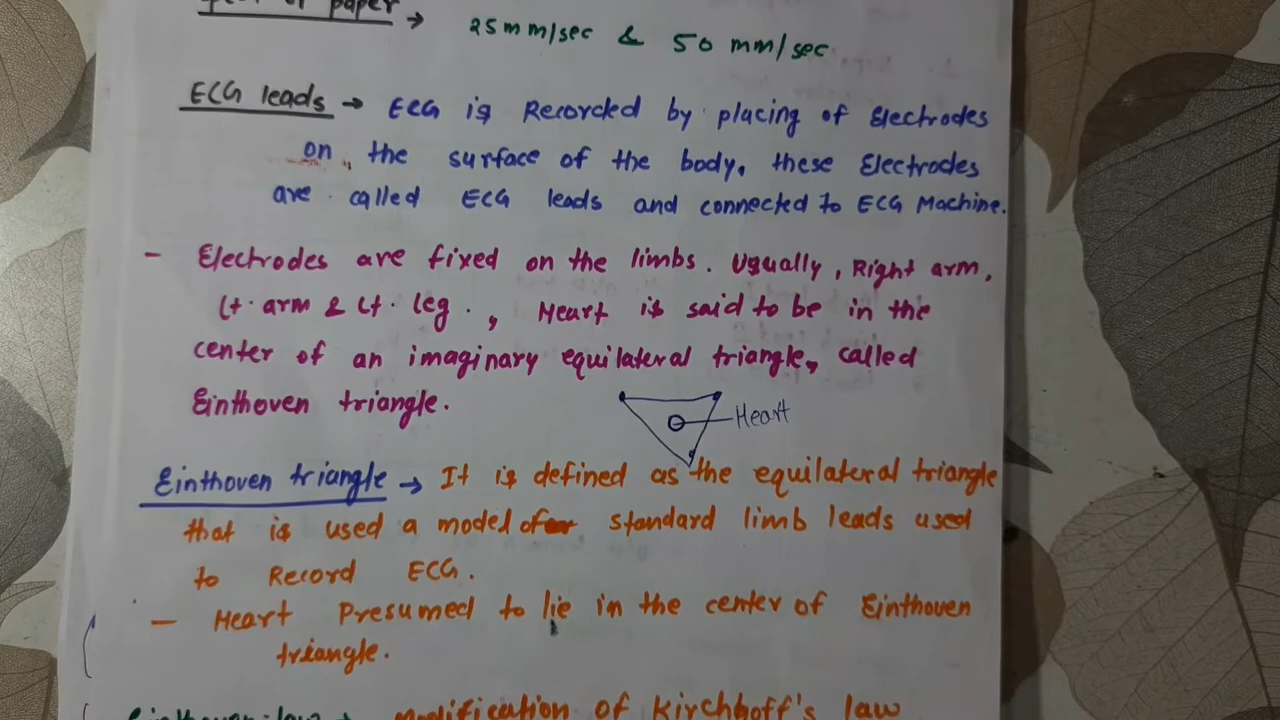 of paper →
25mm/sec & 50 mm/sec
ECG leads → ECG is Recorded by placing of Electrodes
on the surface of the body, these Electrodes
are called ECG leads and connected to ECG Machine.
- Electrodes are fixed on the limbs. Usually, Right arm,
Lt. arm & Lt. leg., Heart is said to be in the
center of an imaginary equilateral triangle, called
Einthoven triangle.
Heart
Einthoven triangle → It is defined as the equilateral triangle
that is used a model of standard limb leads used
to Record ECG.
- Heart Presumed to lie in the center of Einthoven
triangle.
Einthoven law → Modification of Kirchhoff's law